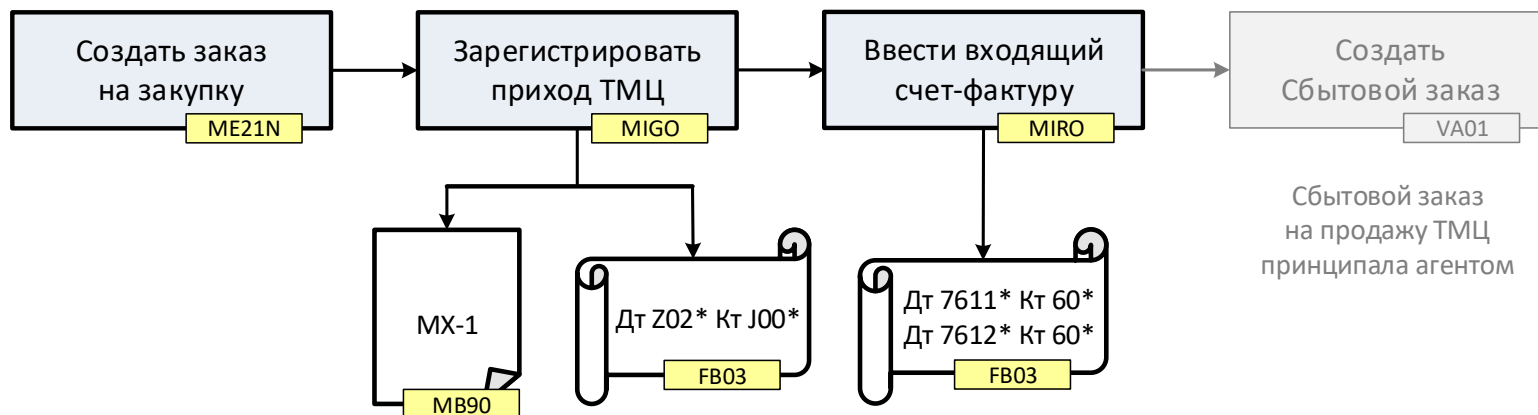 Создать заказ
на закупку
ME21N
Зарегистрировать
приход ТМЦ
MIGO
Ввести входящий
счет-фактуру
MIRO
Создать
Сбытовой заказ
VA01
Сбытовой заказ
на продажу ТМЦ
принципала агентом
МХ-1
MB90
Дт Z02* Кт J00*
FB03
Дт 7611* Кт 60*
Дт 7612* Кт 60*
FB03